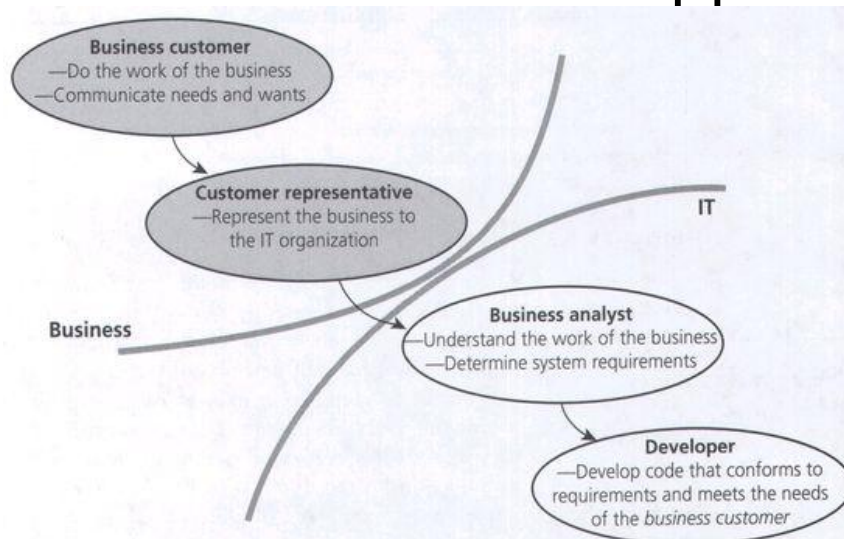 Business customer
—Do the work of the business
—Communicate needs and wants
Customer representative
—Represent the business to
the IT organization
IT
Business
Business analyst
—Understand the work of the business
—Determine system requirements
Developer
—Develop code that conforms to
requirements and meets the needs
of the business customer